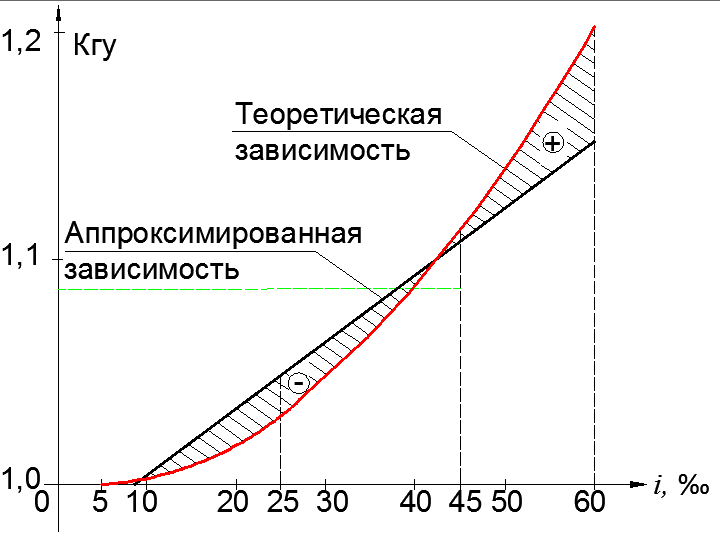 1,2
Кгу
Теоретическая
зависимость
+
1,1
Аппроксимированная
зависимость
-
1,0
0 5 10 20 25 30 40 45 50 60 i, ‰